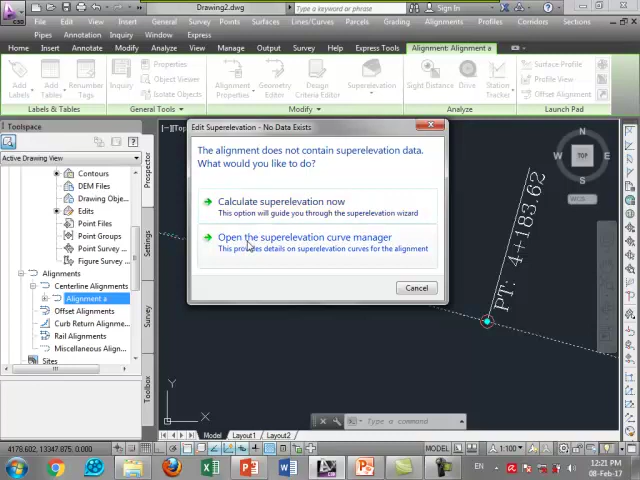 Drawing2.dwg
Type a keyword or phrase
Sign In
File Edit View Insert General Survey Points Surfaces Lines/Curves Parcels Grading Alignments Profiles Corridors Sections
Pipes Annotate Inquiry Window Express
Home Insert Annotate Modify Analyze View Manage Output Survey Help Express Tools Alignment: Alignment a
Add Labels
Add Tables
Properties
Object Viewer
Isolate Objects
Alignment Properties
Geometry Editor
Design Criteria Editor
Superelevation
Sight Distance
Drive
Station Tracker
Surface Profile
Profile View
Offset Alignment
Labels & Tables
General Tools
Modify
Analyze
Launch Pad
Toolspace
Active Drawing View
Contours
DEM Files
Drawing Obje...
Edits
Point Files
Point Groups
Point Survey ...
Figure Survey ...
Alignments
Centerline Alignments
Alignment a
Offset Alignments
Curb Return Alignm...
Rail Alignments
Miscellaneous Align...
Sites
Prospector
Settings
Survey
Toolbox
Edit Superelevation - No Data Exists
The alignment does not contain superelevation data.
What would you like to do?
Calculate superelevation now
This option will guide you through the superelevation wizard
Open the superelevation curve manager
This provides details on superelevation curves for the alignment
Cancel
N
W
TOP
E
S
WCS
PT: 4+183.62
Y
X
Type a command
Model Layout1 Layout2
4178.602, 13347.875, 0.000
MODEL
1:100
EN
12:21 PM
08-Feb-17